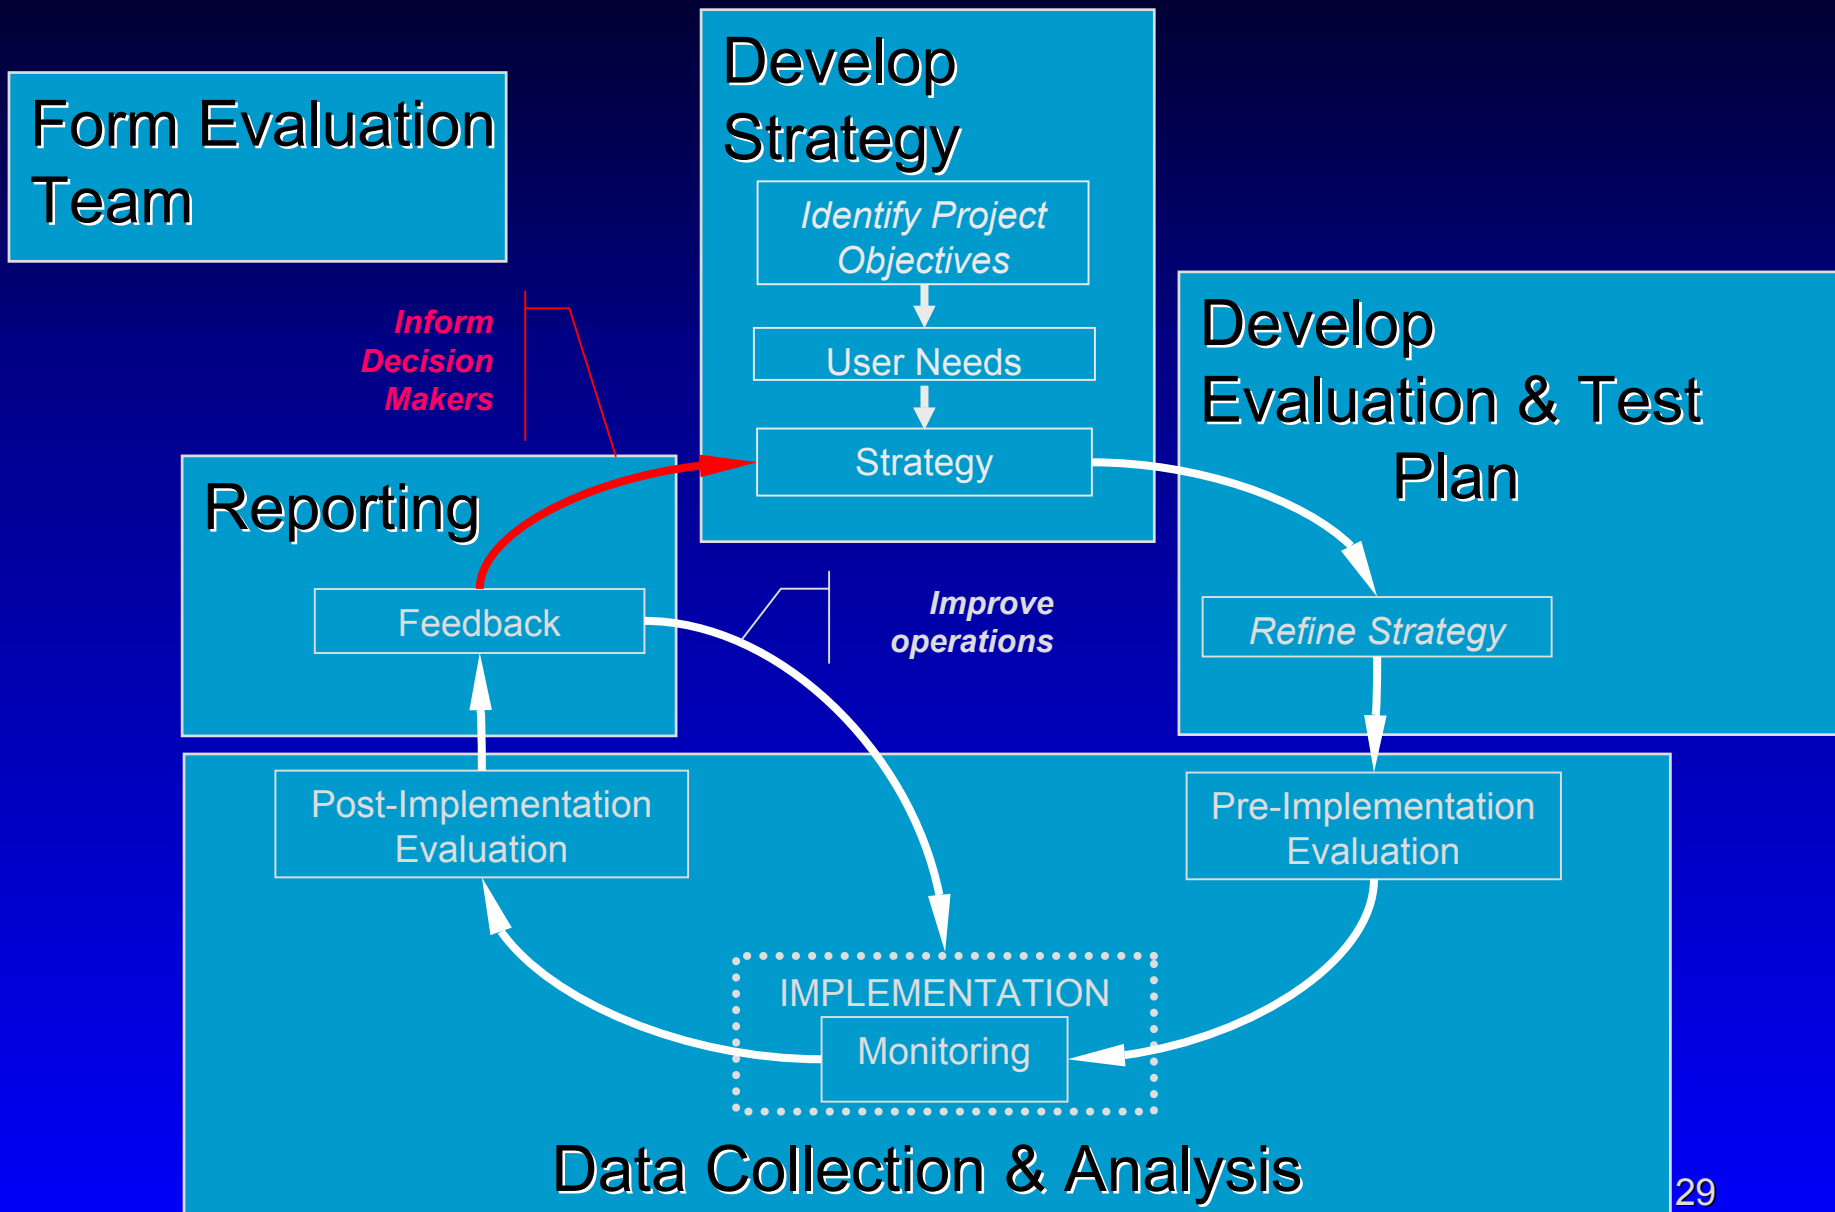 Form Evaluation
Team
Develop
Strategy
Identify Project
Objectives
User Needs
Strategy
Develop
Evaluation & Test
Plan
Refine Strategy
Inform
Decision
Makers
Reporting
Feedback
Improve
operations
Post-Implementation
Evaluation
Pre-Implementation
Evaluation
IMPLEMENTATION
Monitoring
Data Collection & Analysis
29